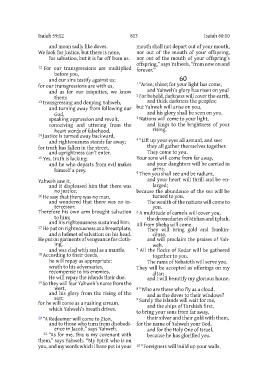 Isaiah 59:12
823
Isaiah 60:10
and moan sadly like doves.
We look for justice, but there is none,
for salvation, but it is far off from us.
12 For our transgressions are multiplied
before you,
and our sins testify against us;
for our transgressions are with us,
and as for our iniquities, we know
them:
13 transgressing and denying Yahweh,
and turning away from following our
God,
speaking oppression and revolt,
conceiving and uttering from the
heart words of falsehood.
14 Justice is turned away backward,
and righteousness stands far away;
for truth has fallen in the street,
and uprightness can't enter.
15 Yes, truth is lacking;
and he who departs from evil makes
himself a prey.
Yahweh saw it,
and it displeased him that there was
no justice.
16 He saw that there was no man,
and wondered that there was no in-
tercessor.
Therefore his own arm brought salvation
to him;
and his righteousness sustained him.
17 He put on righteousness as a breastplate,
and a helmet of salvation on his head.
He put on garments of vengeance for cloth-
ing,
and was clad with zeal as a mantle.
18 According to their deeds,
he will repay as appropriate:
wrath to his adversaries,
recompense to his enemies.
He will repay the islands their due.
19 So they will fear Yahweh's name from the
west,
and his glory from the rising of the
sun;
for he will come as a rushing stream,
which Yahweh's breath drives.
20 "A Redeemer will come to Zion,
and to those who turn from disobedi-
ence in Jacob," says Yahweh.
21 "As for me, this is my covenant with
them," says Yahweh. "My Spirit who is on
you, and my words which I have put in your
mouth shall not depart out of your mouth,
nor out of the mouth of your offspring,
nor out of the mouth of your offspring's
offspring," says Yahweh, "from now on and
forever."
60
1 "Arise, shine; for your light has come,
and Yahweh's glory has risen on you!
2 For behold, darkness will cover the earth,
and thick darkness the peoples;
but Yahweh will arise on you,
and his glory shall be seen on you.
3 Nations will come to your light,
and kings to the brightness of your
rising.
4 "Lift up your eyes all around, and see:
they all gather themselves together.
They come to you.
Your sons will come from far away,
and your daughters will be carried in
arms.
5 Then you shall see and be radiant,
and your heart will thrill and be en-
larged;
because the abundance of the sea will be
turned to you.
The wealth of the nations will come to
you.
6 A multitude of camels will cover you,
the dromedaries of Midian and Ephah.
All from Sheba will come.
They will bring gold and frankin-
cense,
and will proclaim the praises of Yah-
weh.
7 All the flocks of Kedar will be gathered
together to you.
The rams of Nebaioth will serve you.
They will be accepted as offerings on my
altar;
and I will beautify my glorious house.
8 "Who are these who fly as a cloud,
and as the doves to their windows?
9 Surely the islands will wait for me,
and the ships of Tarshish first,
to bring your sons from far away,
their silver and their gold with them,
for the name of Yahweh your God,
and for the Holy One of Israel,
because he has glorified you.
10 "Foreigners will build up your walls,